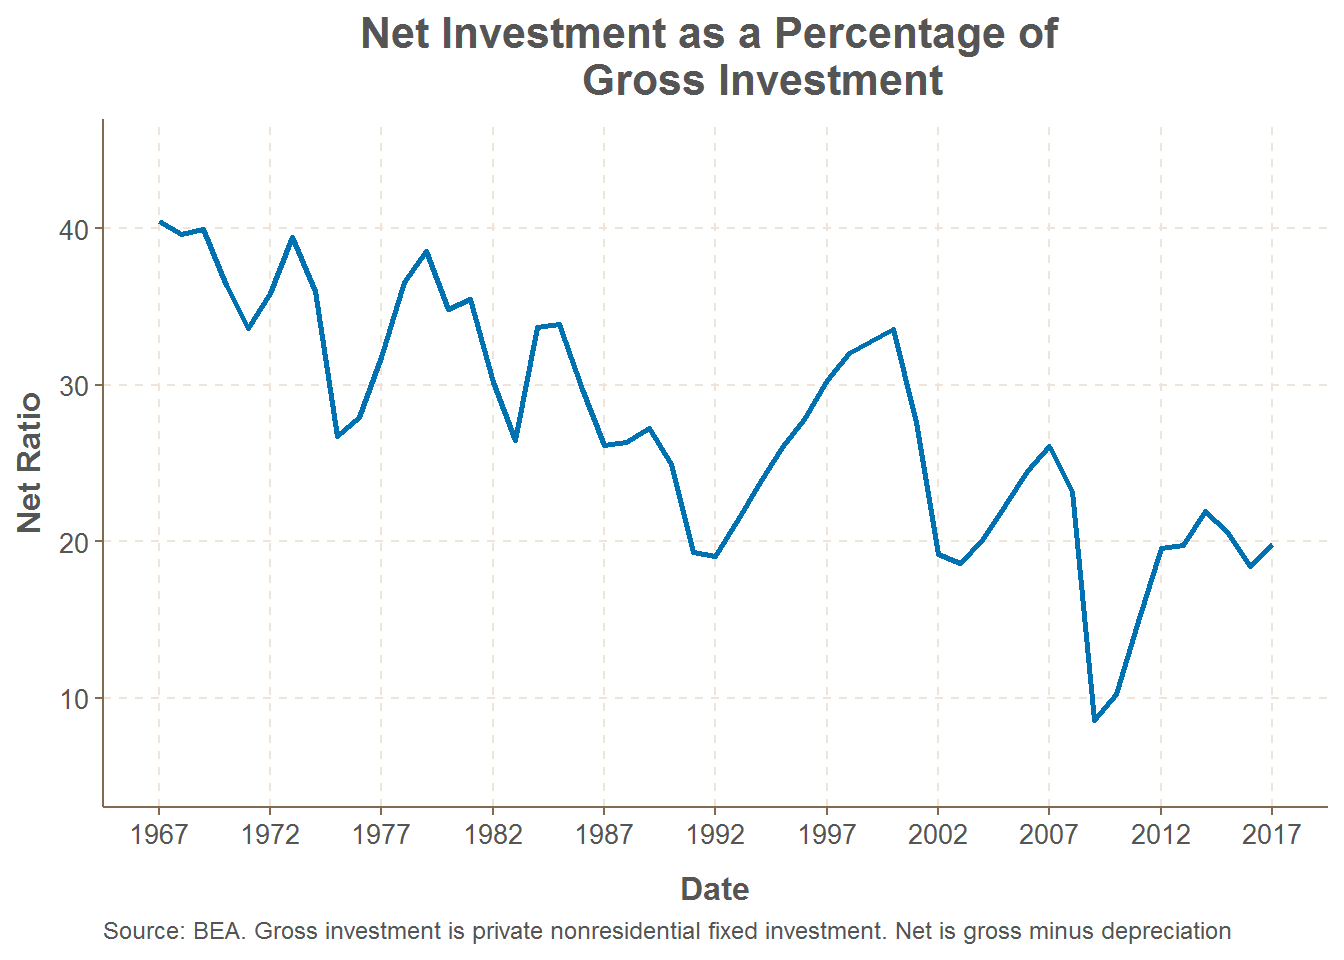 Net Investment as a Percentage of
Gross Investment
Net Ratio
40
30
20
10
1967 1972 1977 1982 1987 1992 1997 2002 2007 2012 2017
Date
Source: BEA. Gross investment is private nonresidential fixed investment. Net is gross minus depreciation